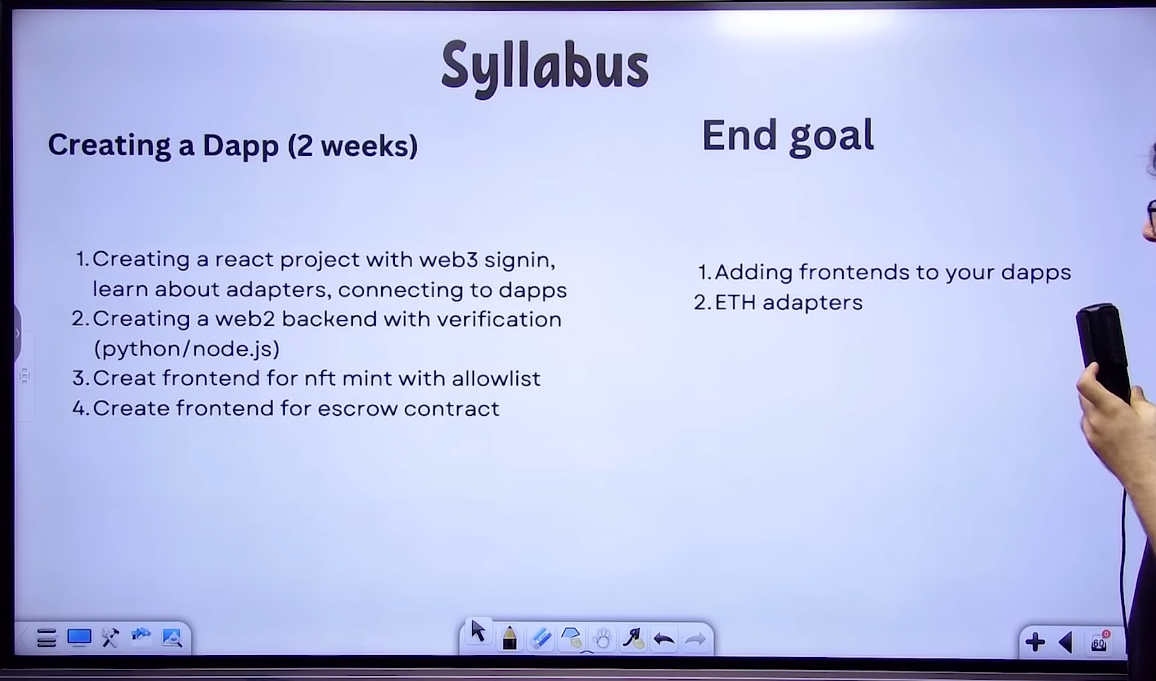 Syllabus
Creating a Dapp (2 weeks)
1. Creating a react project with web3 signin,
learn about adapters, connecting to dapps
2. Creating a web2 backend with verification
(python/node.js)
3. Creat frontend for nft mint with allowlist
4. Create frontend for escrow contract
End goal
1. Adding frontends to your dapps
2. ETH adapters
60